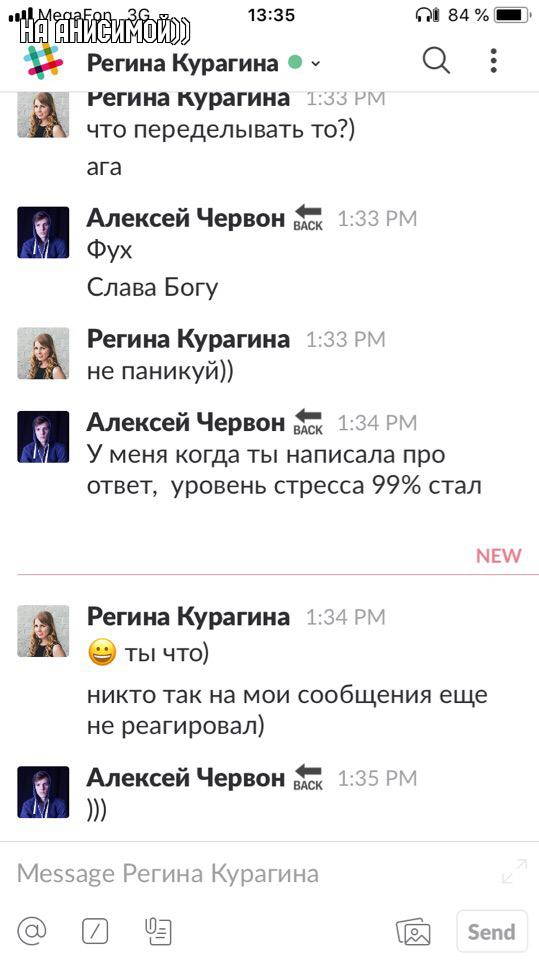 MegaFon 3G 13:35 84 %
НА АНИСИМОЙ))
Регина Курагина
Регина Курагина 1:33 PM
что переделывать то?)
ага
Алексей Червон BACK 1:33 PM
Фух
Слава Богу
Регина Курагина 1:33 PM
не паникуй))
Алексей Червон BACK 1:34 PM
У меня когда ты написала про
ответ, уровень стресса 99% стал
NEW
Регина Курагина 1:34 PM
ты что)
никто так на мои сообщения еще
не реагировал)
Алексей Червон BACK 1:35 PM
)))
Message Регина Курагина
@ /
Send